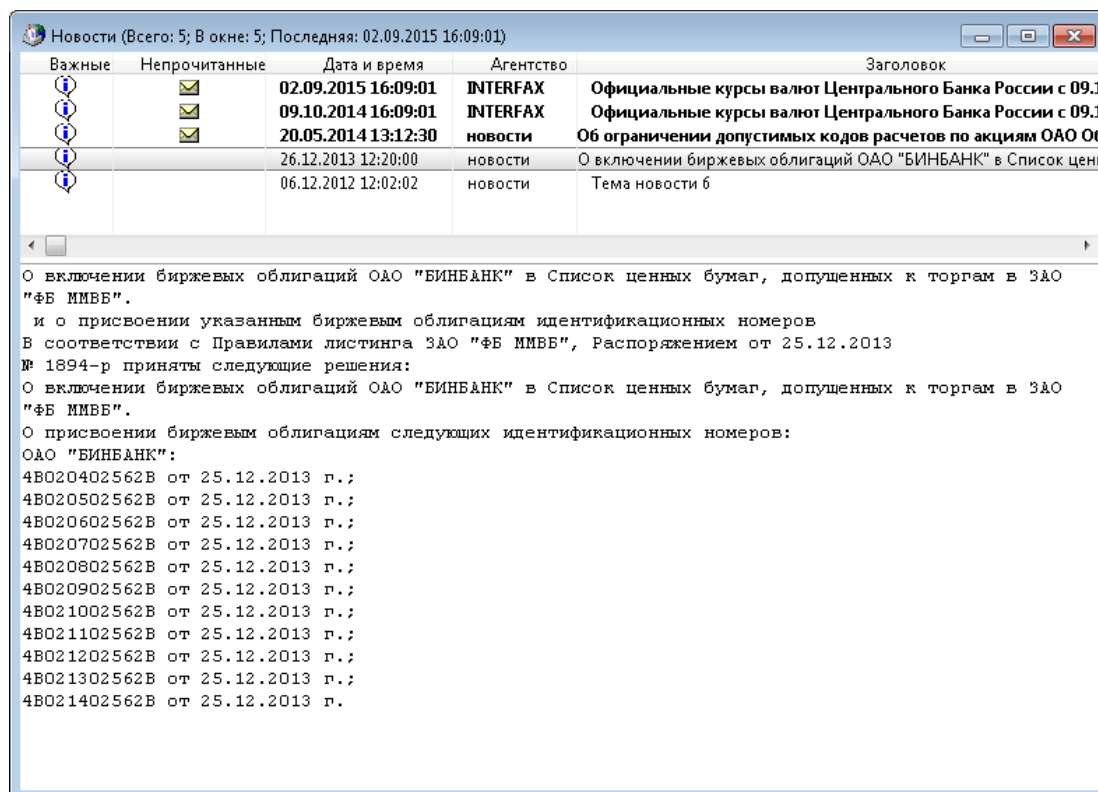 Новости (Всего: 5; В окне: 5; Последняя: 02.09.2015 16:09:01)
Важные Непрочитанные Дата и время Агентство Заголовок
02.09.2015 16:09:01 INTERFAX Официальные курсы валют Центрального Банка России с 09.1
09.10.2014 16:09:01 INTERFAX Официальные курсы валют Центрального Банка России с 09.1
20.05.2014 13:12:30 новости Об ограничении допустимых кодов расчетов по акциям ОАО Об
26.12.2013 12:20:00 новости О включении биржевых облигаций ОАО "БИНБАНК" в Список цен
06.12.2012 12:02:02 новости Тема новости 6
О включении биржевых облигаций ОАО "БИНБАНК" в Список ценных бумаг, допущенных к торгам в ЗАО
"ФБ ММВБ".
и о присвоении указанным биржевым облигациям идентификационных номеров
В соответствии с Правилами листинга ЗАО "ФБ ММВБ", Распоряжением от 25.12.2013
№ 1894-р приняты следующие решения:
О включении биржевых облигаций ОАО "БИНБАНК" в Список ценных бумаг, допущенных к торгам в ЗАО
"ФБ ММВБ".
О присвоении биржевым облигациям следующих идентификационных номеров:
ОАО "БИНБАНК":
4B020402562B от 25.12.2013 г.;
4B020502562B от 25.12.2013 г.;
4B020602562B от 25.12.2013 г.;
4B020702562B от 25.12.2013 г.;
4B020802562B от 25.12.2013 г.;
4B020902562B от 25.12.2013 г.;
4B021002562B от 25.12.2013 г.;
4B021102562B от 25.12.2013 г.;
4B021202562B от 25.12.2013 г.;
4B021302562B от 25.12.2013 г.;
4B021402562B от 25.12.2013 г.